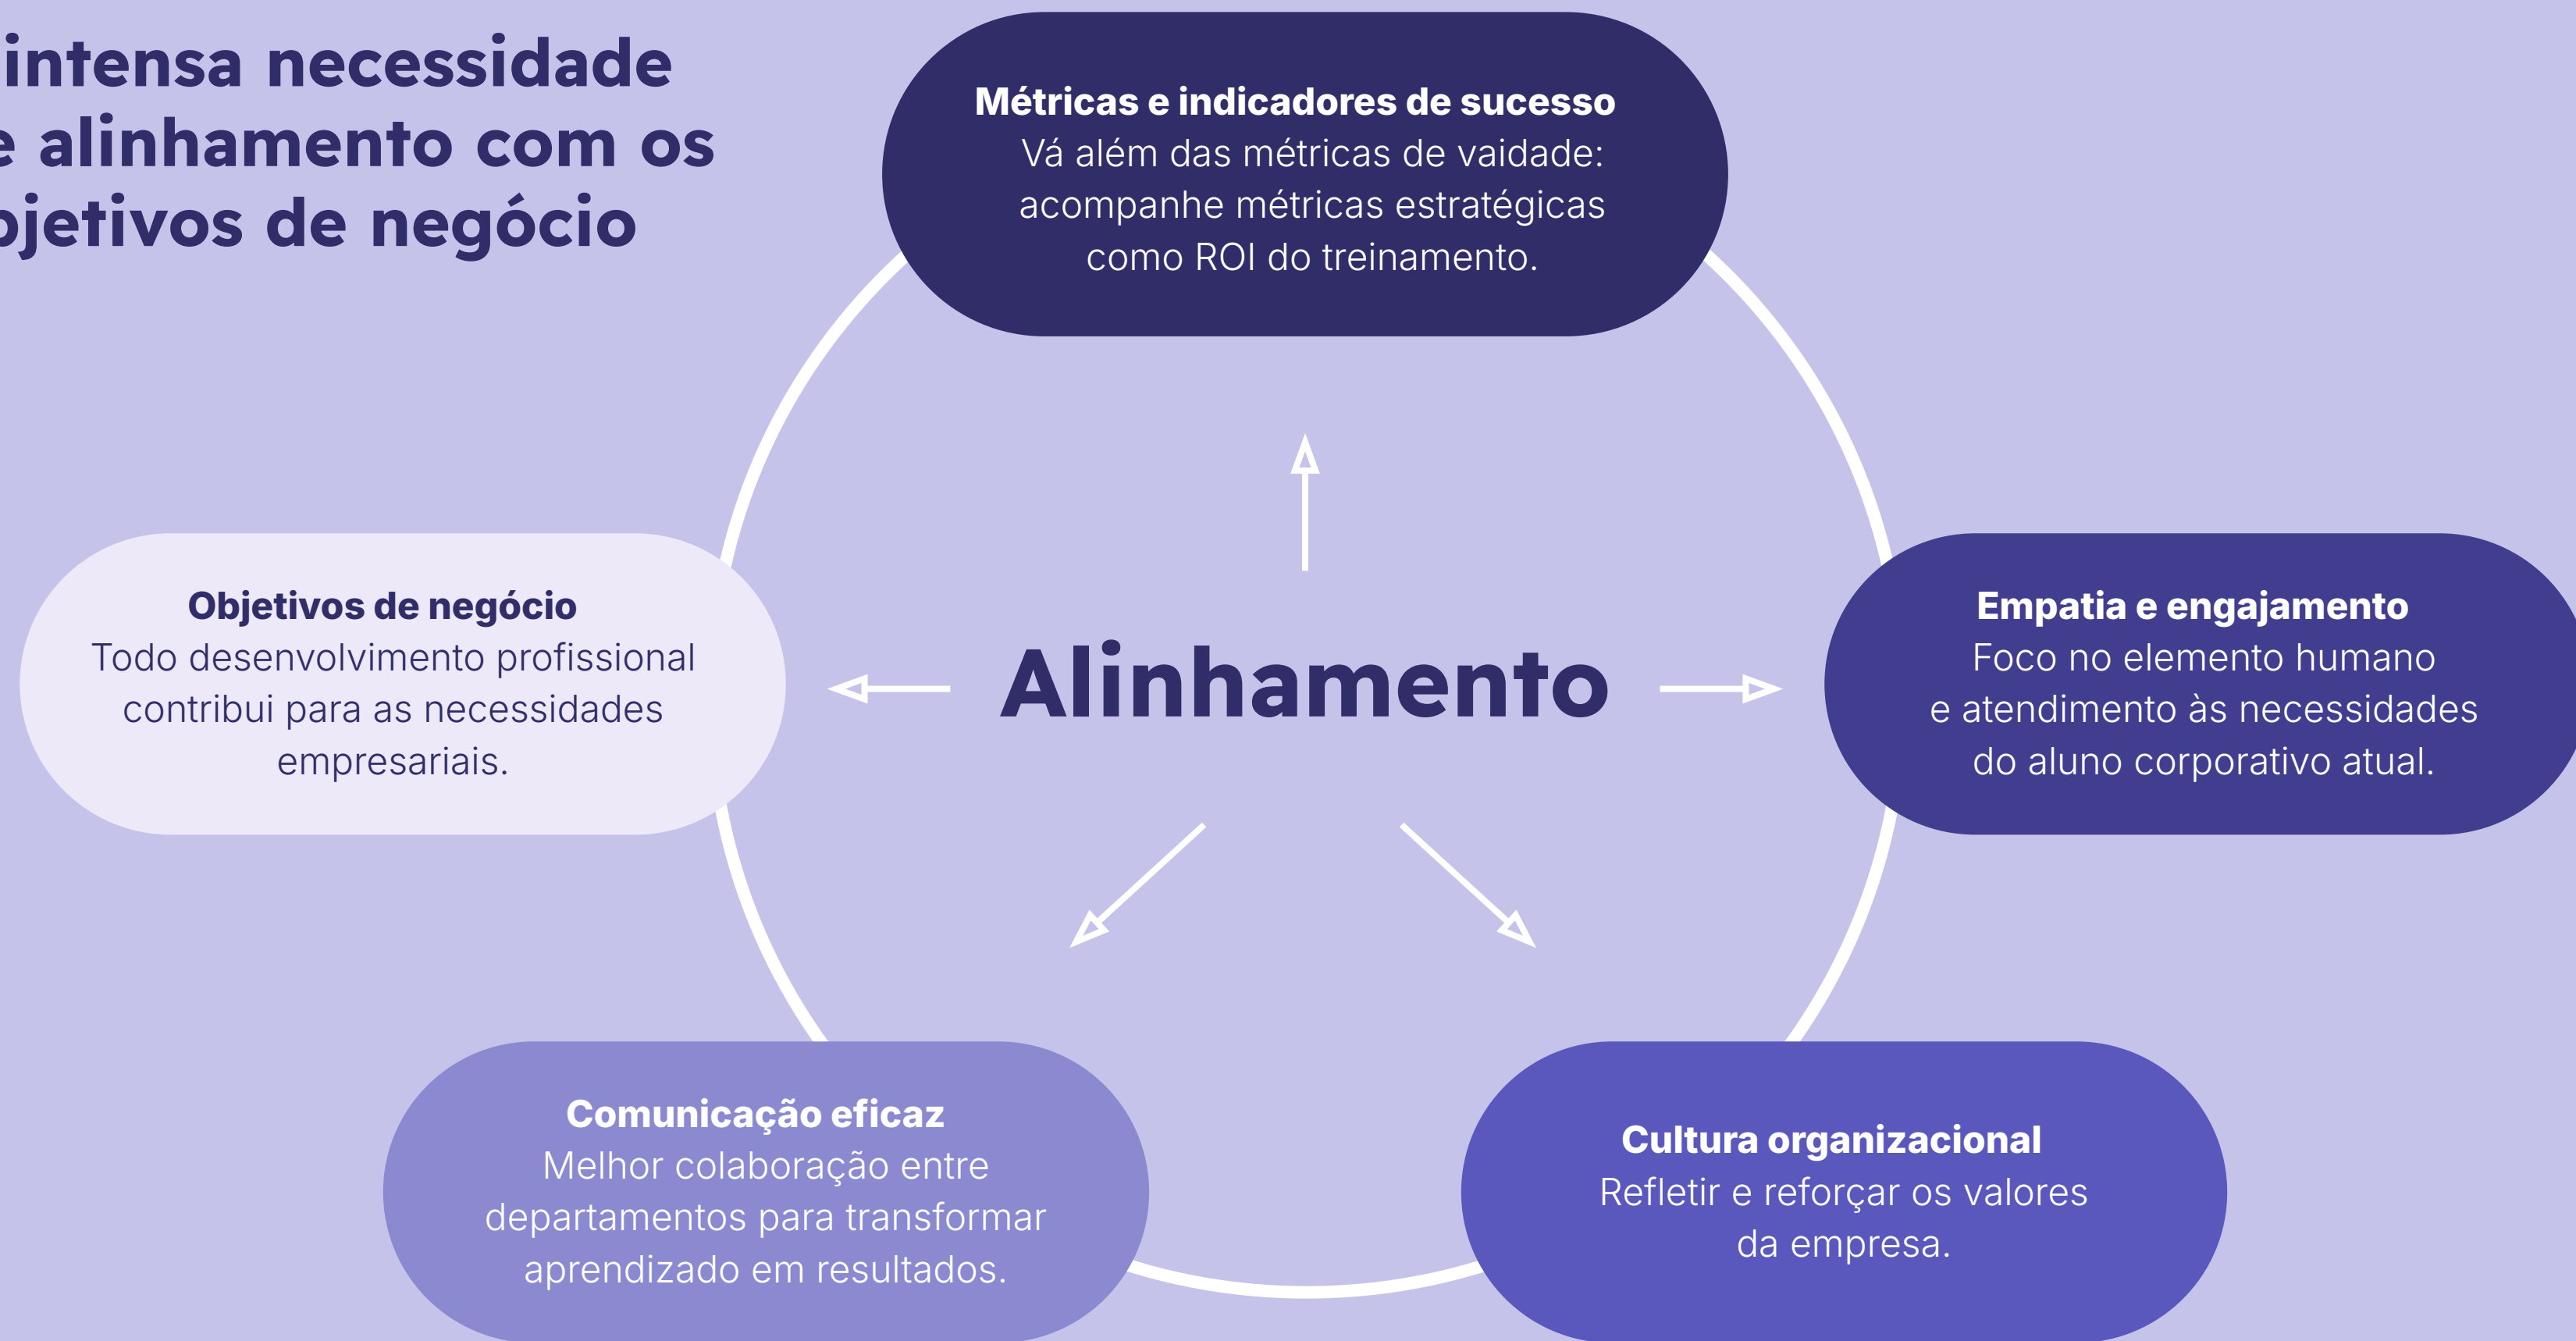 intensa necessidade
e alinhamento com os
bjetivos de negócio
Métricas e indicadores de sucesso
Vá além das métricas de vaidade:
acompanhe métricas estratégicas
como ROI do treinamento.
Objetivos de negócio
Todo desenvolvimento profissional
contribui para as necessidades
empresariais.
Alinhamento
Empatia e engajamento
Foco no elemento humano
e atendimento às necessidades
do aluno corporativo atual.
Comunicação eficaz
Melhor colaboração entre
departamentos para transformar
aprendizado em resultados.
Cultura organizacional
Refletir e reforçar os valores
da empresa.